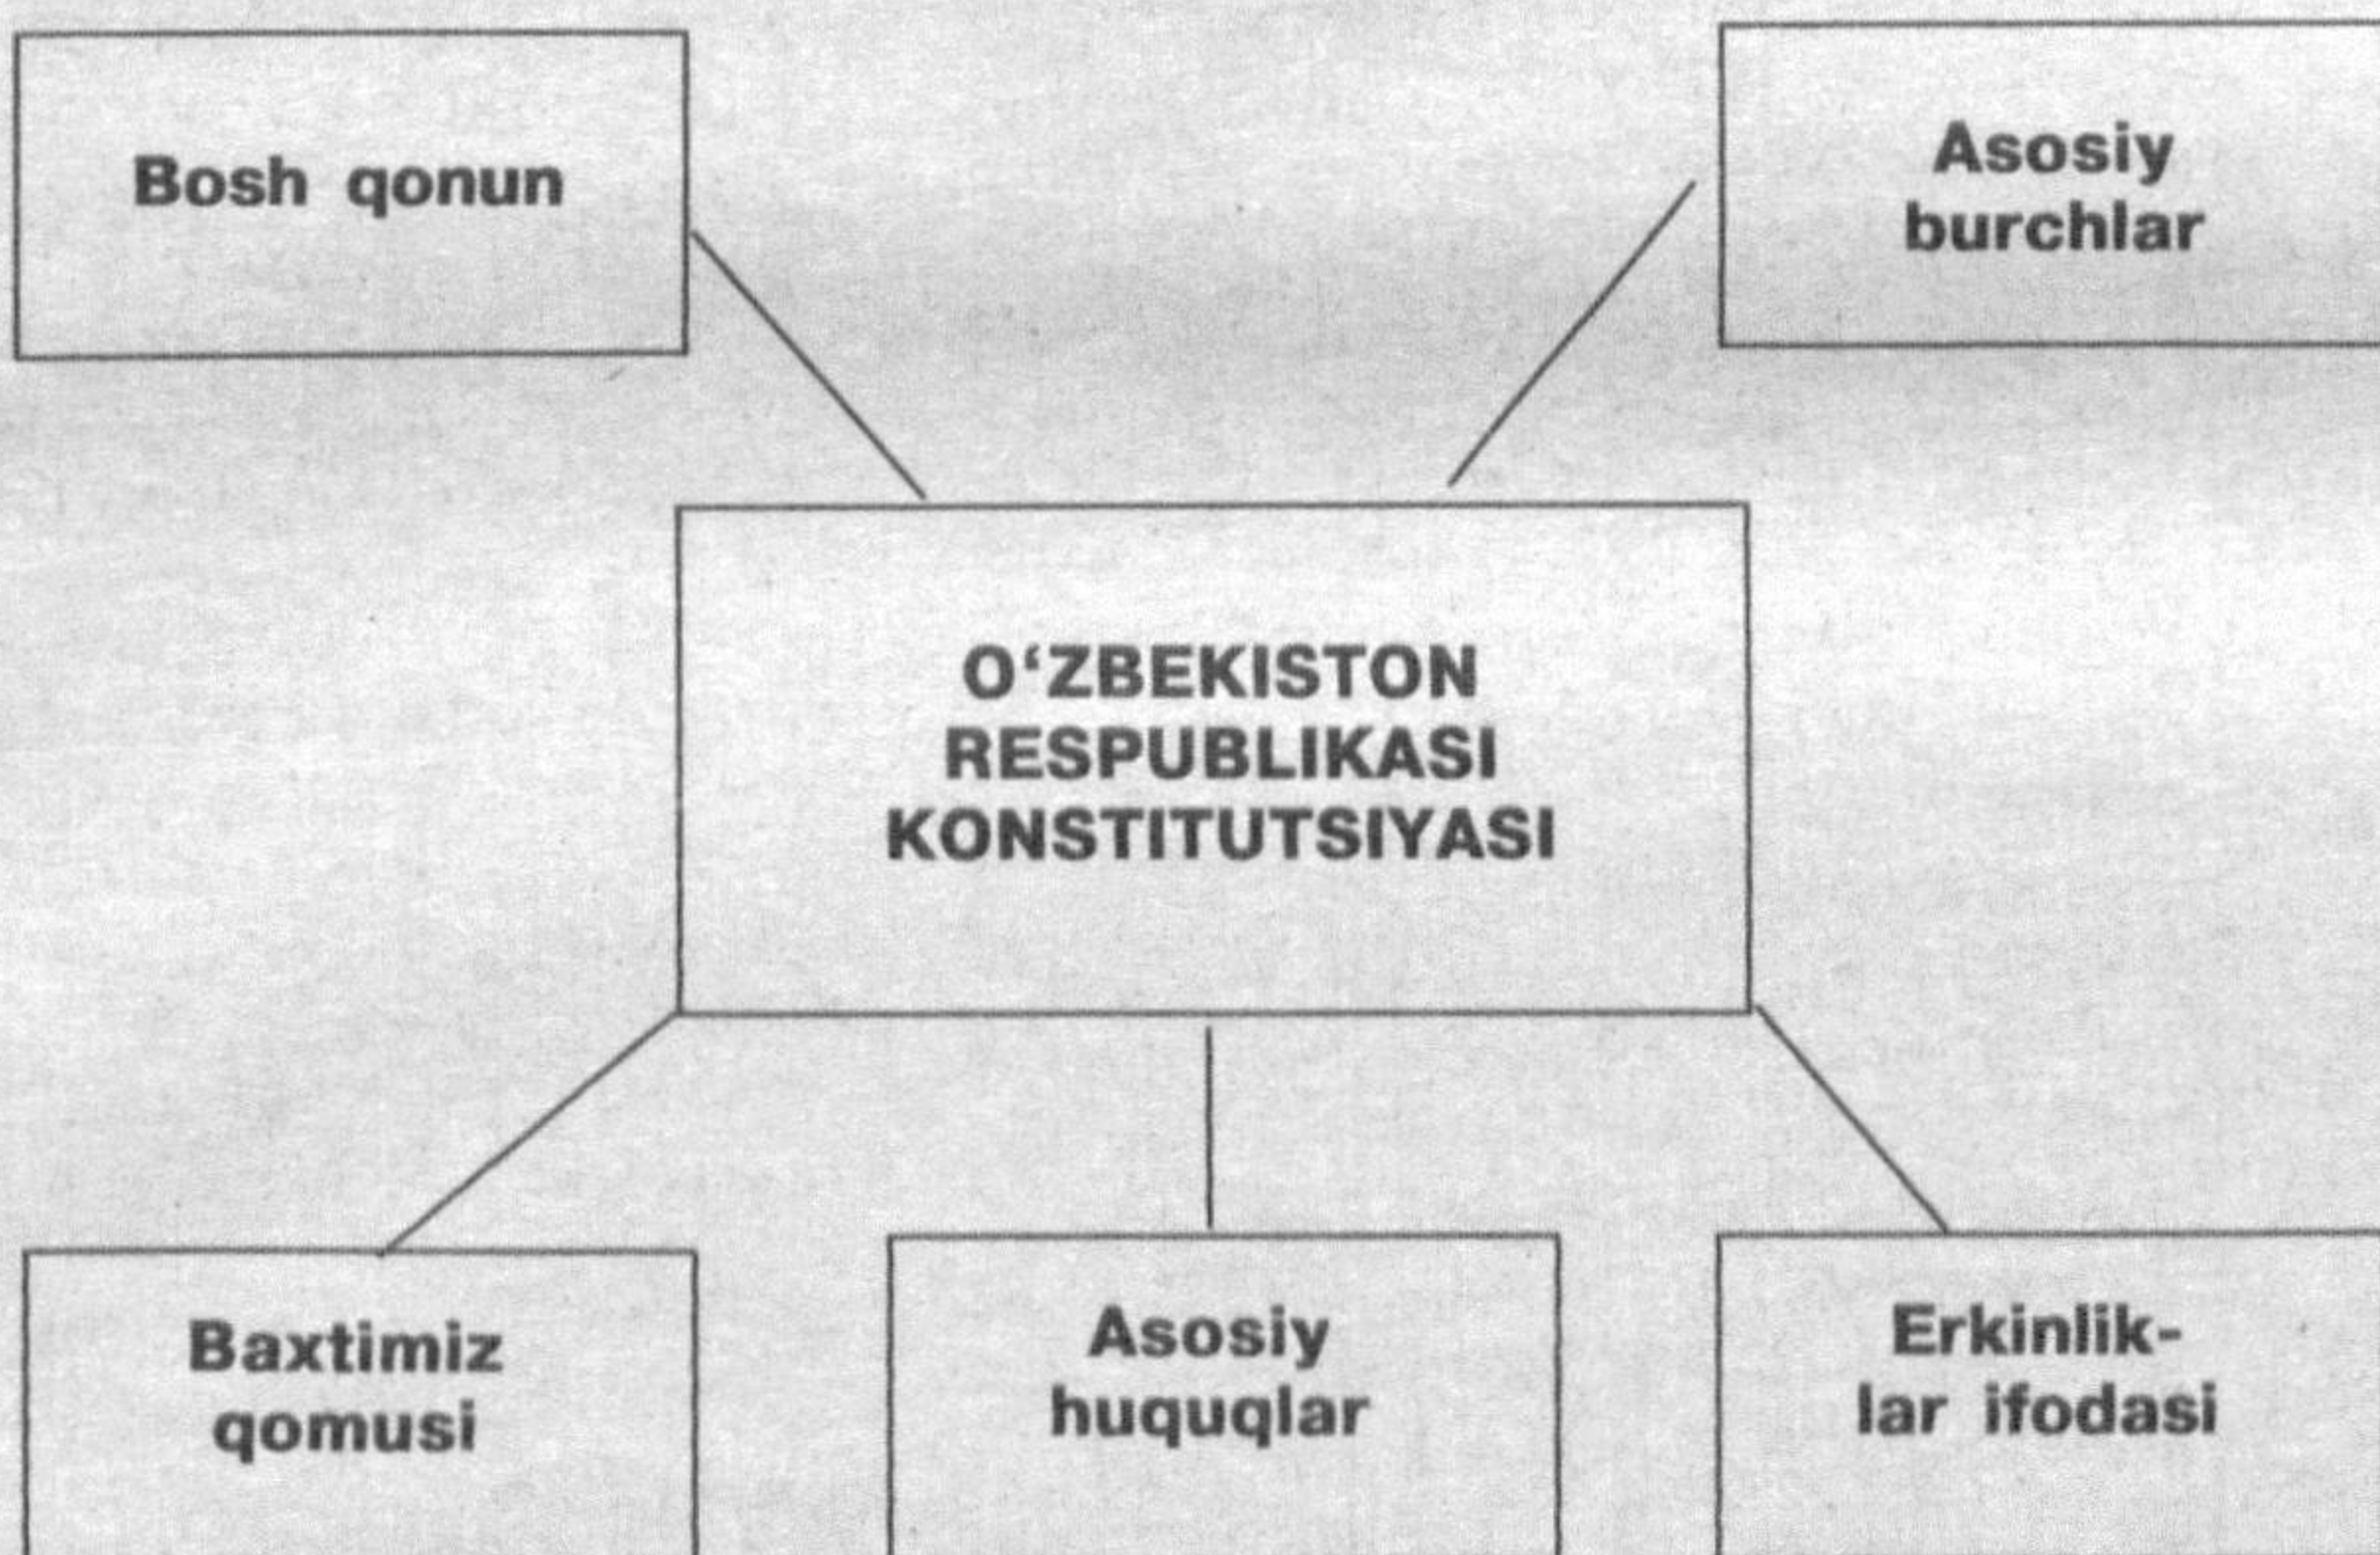 Bosh qonun
Asosiy
burchlar
O‘ZBEKISTON
RESPUBLIKASI
KONSTITUTSIYASI
Baxtimiz
qomusi
Asosiy
huquqlar
Erkinlik-
lar ifodasi